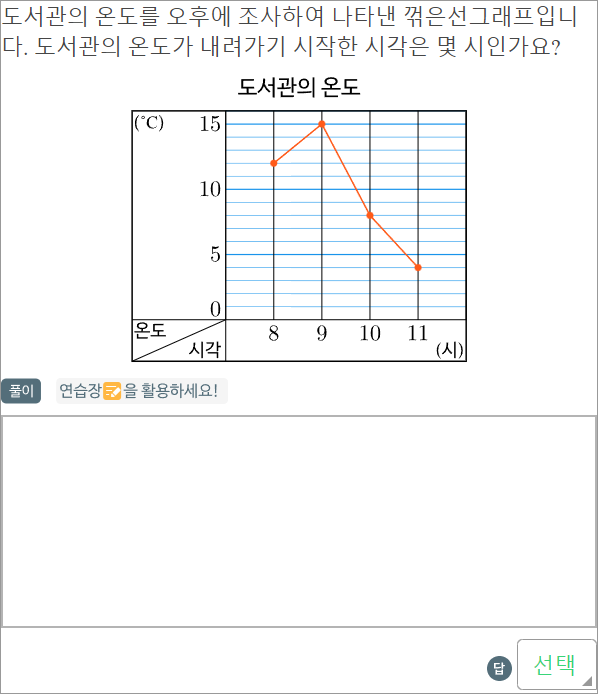 도서관의 온도를 오후에 조사하여 나타낸 꺾은선그래프입니
다. 도서관의 온도가 내려가기 시작한 시각은 몇 시인가요?
도서관의 온도
(°C)
15
10
5
0
온도
시각
8 9 10 11
(시)
풀이 연습장을 활용하세요!
답 선택